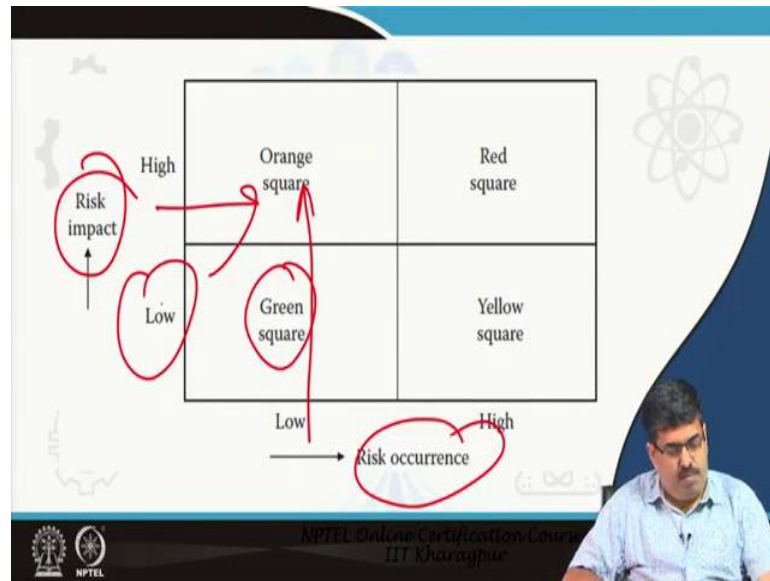 High
Orange
square
Red
square
Risk
impact
Low
Green
square
Yellow
square
Low
High
Risk occurrence
NPTEL Online Certification Course
IIT Kharagpur
NPTEL